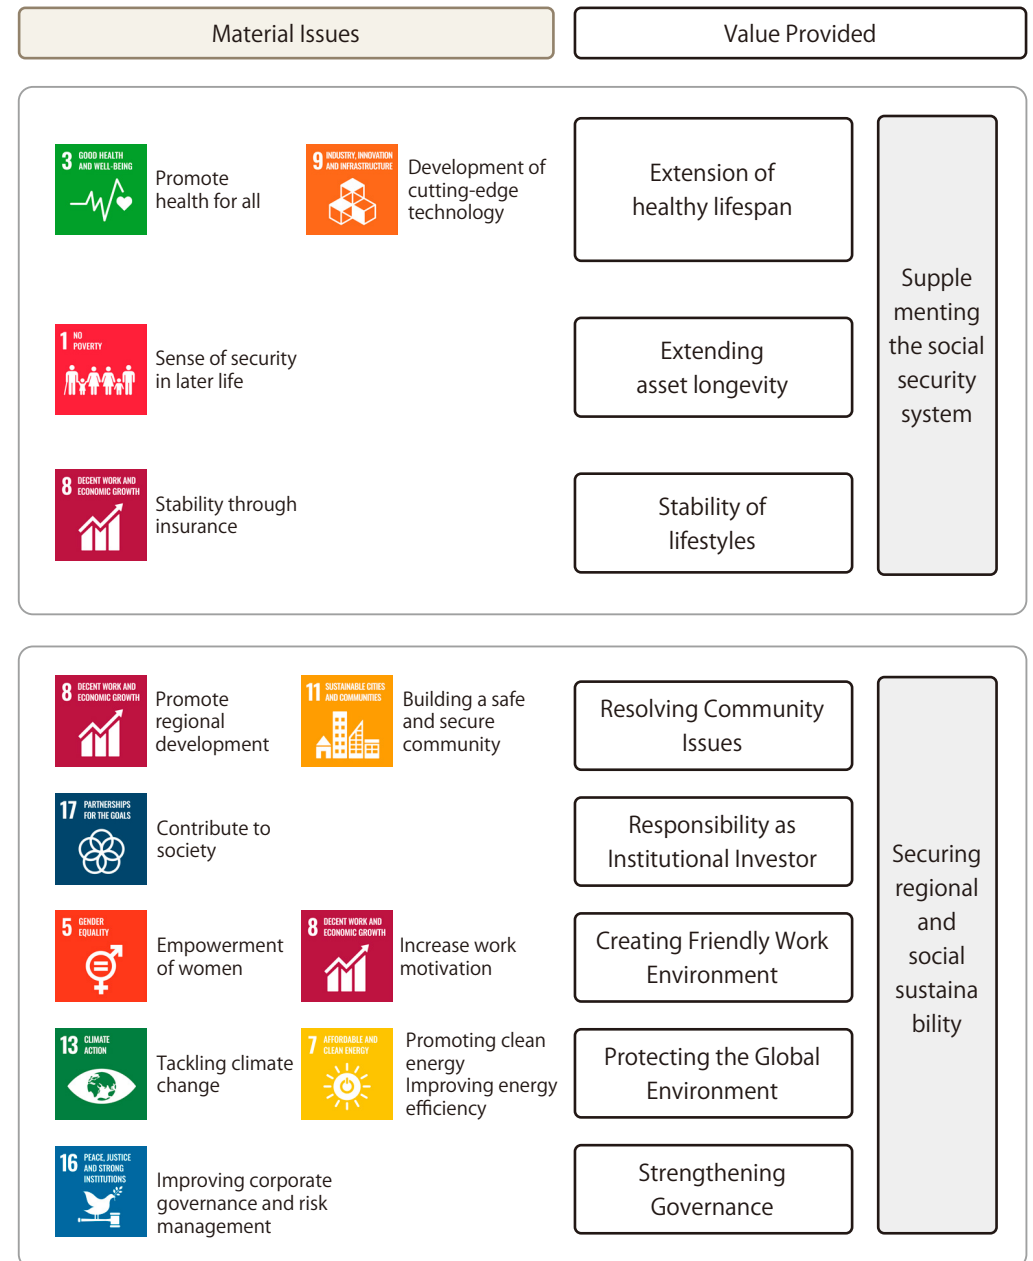 Material Issues
Value Provided
3 GOOD HEALTH
AND WELL-BEING
Promote
health for all
9 INDUSTRY, INNOVATION
AND INFRASTRUCTURE
Development of
cutting-edge
technology
Extension of
healthy lifespan
1 NO
POVERTY
Sense of security
in later life
Extending
asset longevity
8 DECENT WORK AND
ECONOMIC GROWTH
Stability through
insurance
Stability of
lifestyles
Supple
menting
the social
security
system
8 DECENT WORK AND
ECONOMIC GROWTH
Promote
regional
development
11 SUSTAINABLE CITIES
AND COMMUNITIES
Building a safe
and secure
community
Resolving Community
Issues
17 PARTNERSHIPS
FOR THE GOALS
Contribute to
society
Responsibility as
Institutional Investor
5 GENDER
EQUALITY
Empowerment
of women
8 DECENT WORK AND
ECONOMIC GROWTH
Increase work
motivation
Creating Friendly Work
Environment
13 CLIMATE
ACTION
Tackling climate
change
7 AFFORDABLE AND
CLEAN ENERGY
Promoting clean
energy
Improving energy
efficiency
Protecting the Global
Environment
16 PEACE, JUSTICE
AND STRONG
INSTITUTIONS
Improving corporate
governance and risk
management
Strengthening
Governance
Securing
regional
and
social
sustaina
bility